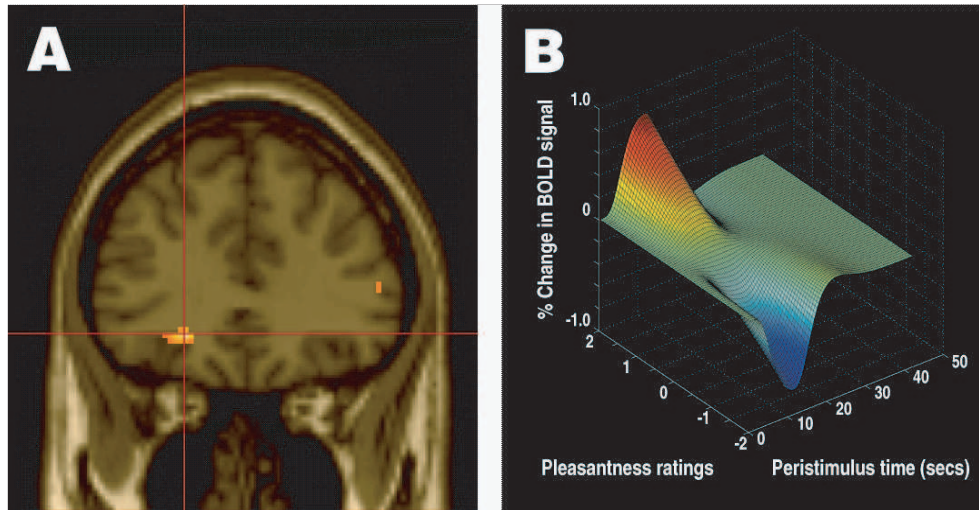 A
B
% Change in BOLD signal
1.0
0
-1.0
2
1
0
-1
-2
Pleasantness ratings
0
10
20
30
40
50
Peristimulus time (secs)